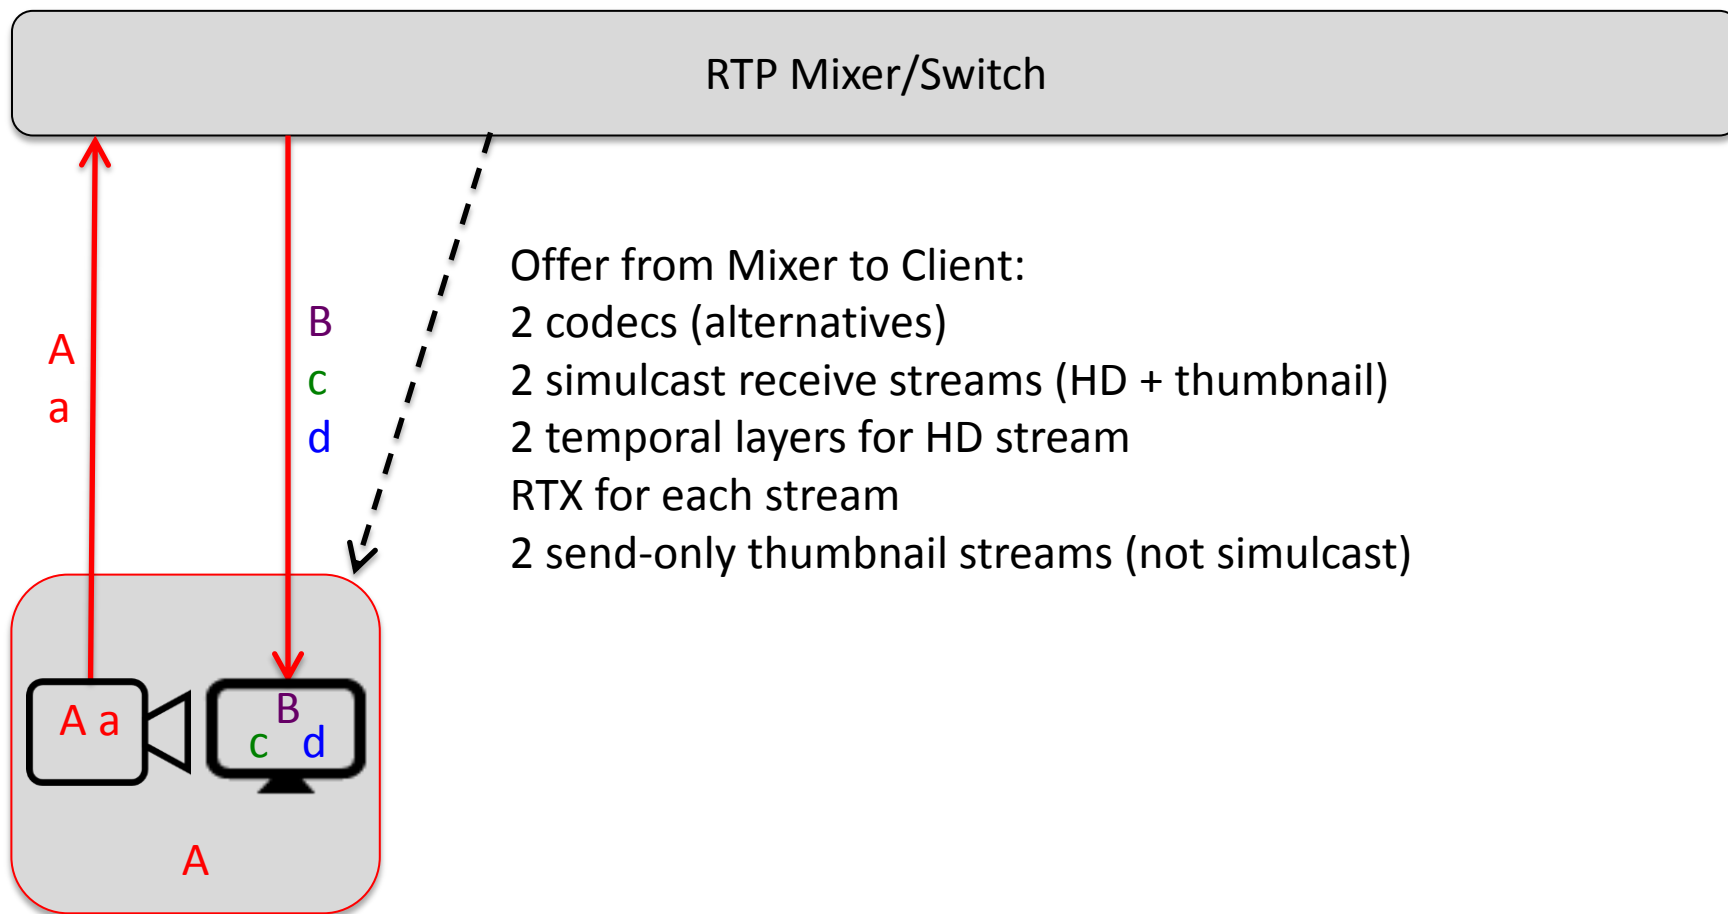 RTP Mixer/Switch
Offer from Mixer to Client:
2 codecs (alternatives)
2 simulcast receive streams (HD + thumbnail)
2 temporal layers for HD stream
RTX for each stream
2 send-only thumbnail streams (not simulcast)
A
a
B
c
d
A a
B
c d
A